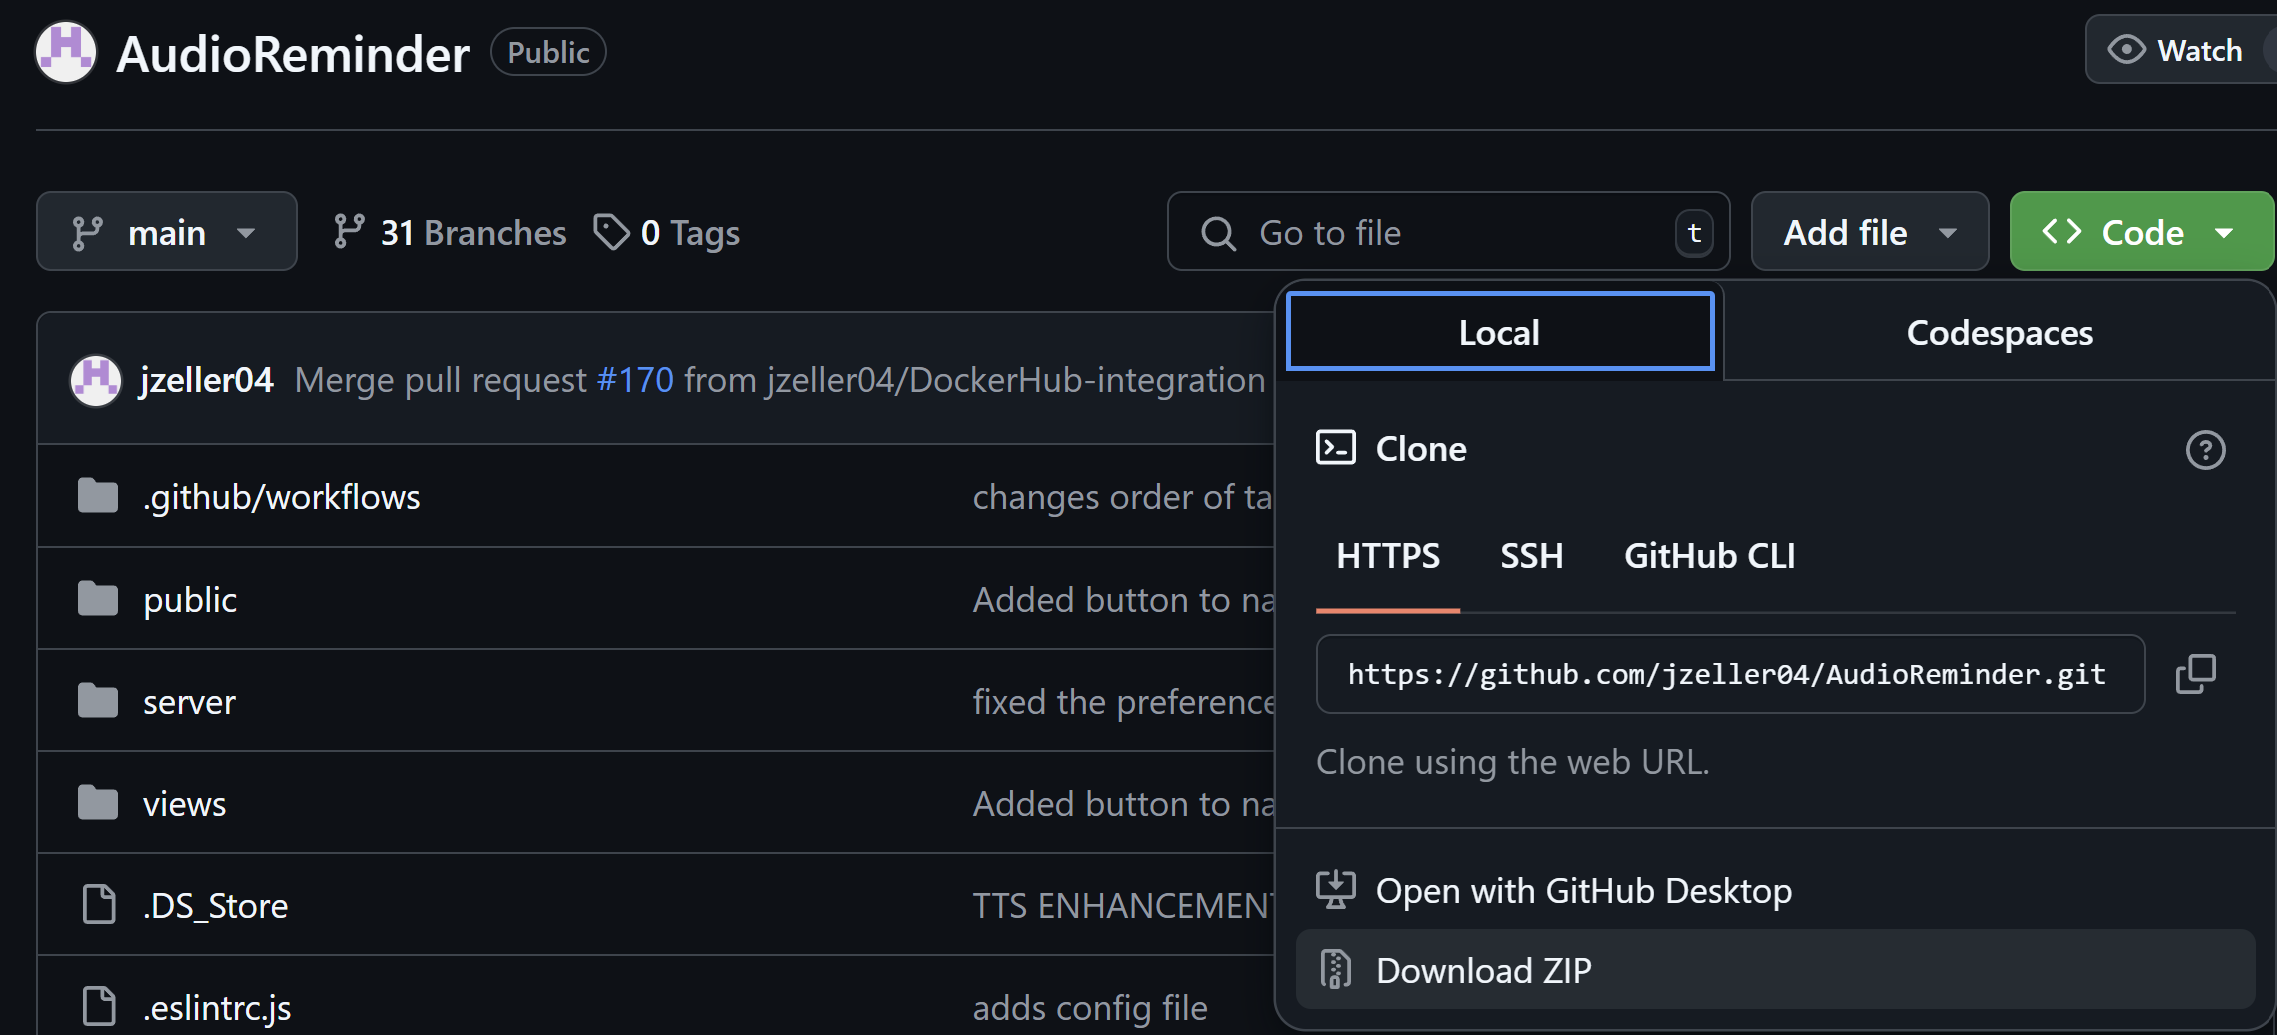 AudioReminder Public Watch
main 31 Branches 0 Tags Go to file t Add file Code
Local Codespaces
jzeller04 Merge pull request #170 from jzeller04/DockerHub-integration
Clone
.github/workflows changes order of ta
HTTPS SSH GitHub CLI
public Added button to na
https://github.com/jzeller04/AudioReminder.git
server fixed the preference
Clone using the web URL.
views Added button to na
Open with GitHub Desktop
.DS_Store TTS ENHANCEMENT
Download ZIP
.eslintrc.js adds config file